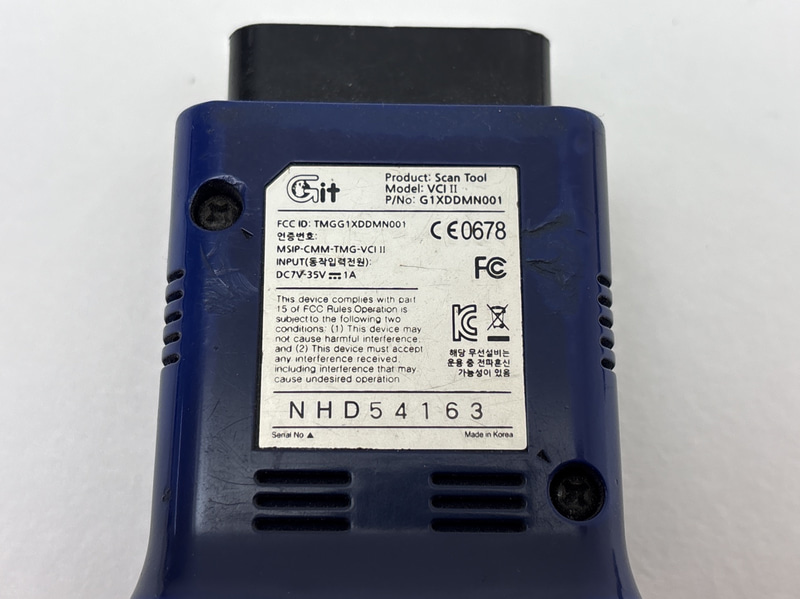 Git
Product: Scan Tool
Model: VCI II
P/No: G1XDDMN001
FCC ID: TMGG1XDDMN001
인증번호:
MSIP-CMM-TMG-VCI II
INPUT(동작입력전원):
DC7V-35V⎓1A
CE0678
FC
This device complies with part
15 of FCC Rules.Operation is
subject to the following two
conditions: (1) This device may
not cause harmful interference.
and (2) This device must accept
any interference received,
including interference that may
cause undesired operation
KC
해당 무선설비는
운용 중 전파혼신
가능성이 있음
NHD54163
Serial No ▲
Made in Korea